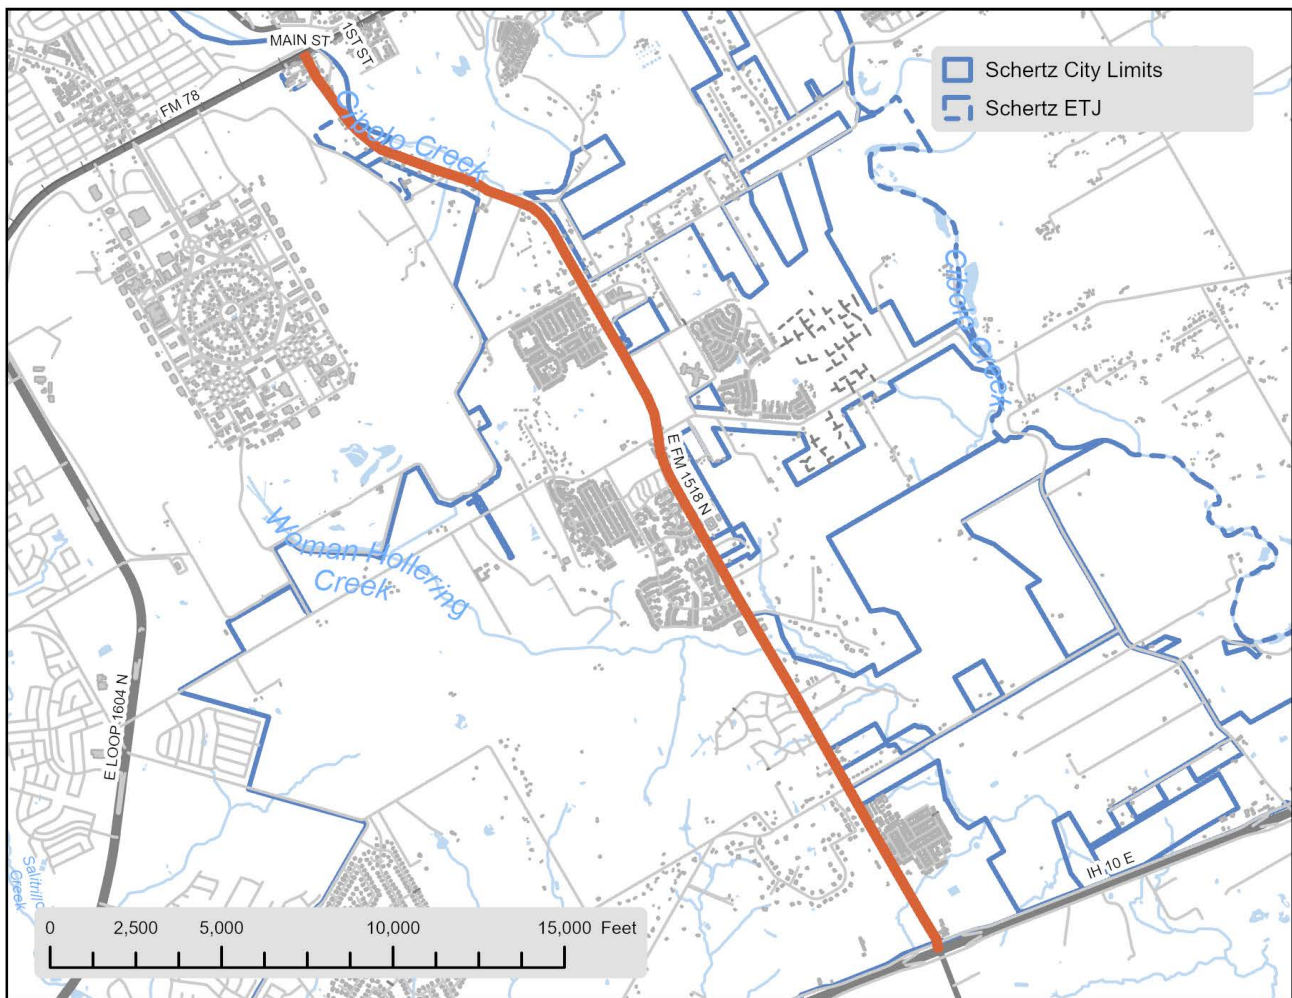 MAIN ST
1ST ST
Schertz City Limits
Schertz ETJ
FM 78
Cibolo Creek
Cibolo Creek
E FM 1518 N
Woman Hollering
Creek
E LOOP 1604 N
IH 10 E
Salitrillo
Creek
0 2,500 5,000 10,000 15,000 Feet